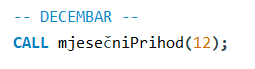 -- DECEMBAR --
CALL mjesečniPrihod(12);